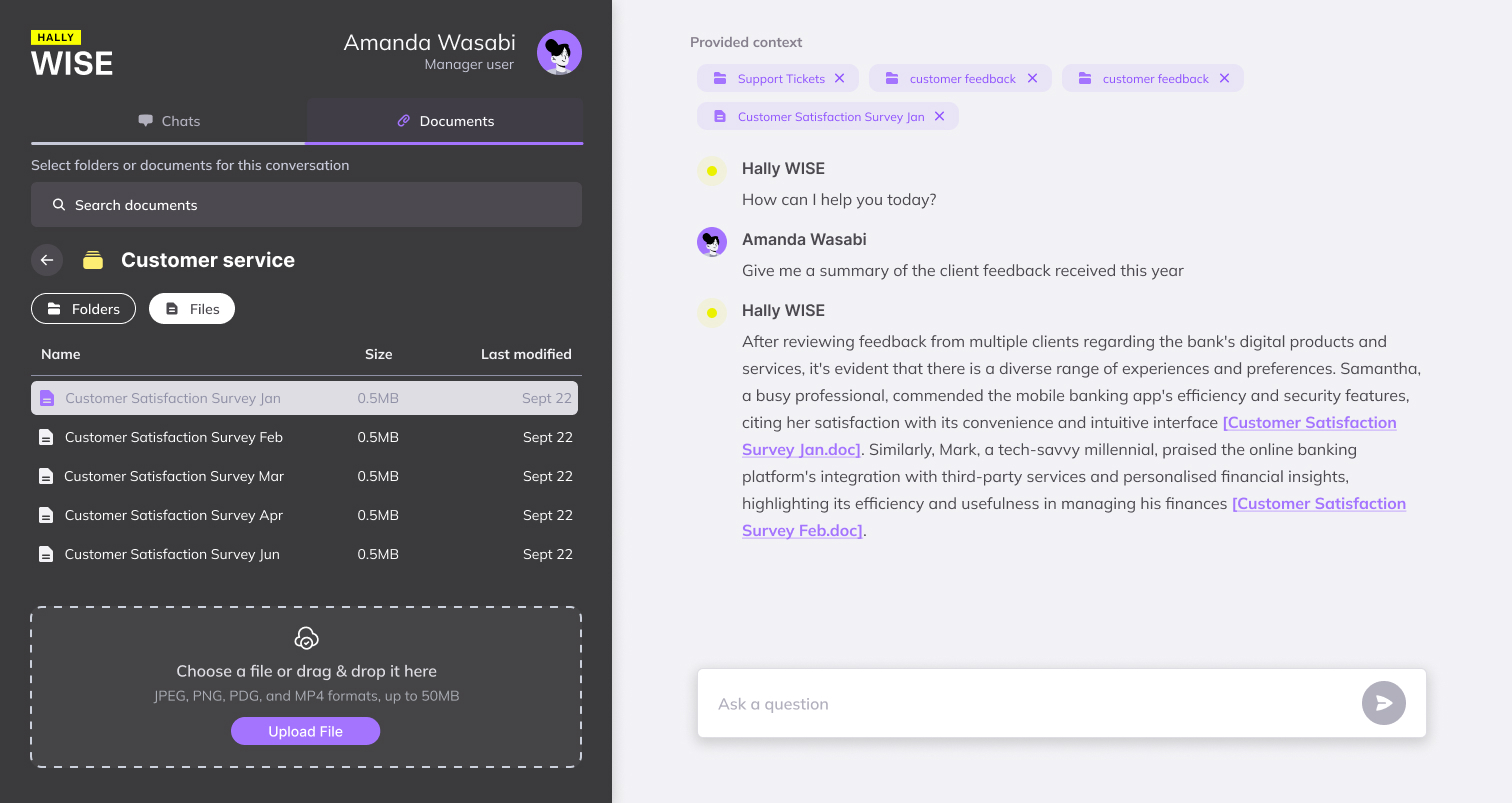 HALLY
WISE
Amanda Wasabi
Manager user
Chats
Documents
Select folders or documents for this conversation
Search documents
Customer service
Folders
Files
Name Size Last modified
Customer Satisfaction Survey Jan 0.5MB Sept 22
Customer Satisfaction Survey Feb 0.5MB Sept 22
Customer Satisfaction Survey Mar 0.5MB Sept 22
Customer Satisfaction Survey Apr 0.5MB Sept 22
Customer Satisfaction Survey Jun 0.5MB Sept 22
Choose a file or drag & drop it here
JPEG, PNG, PDG, and MP4 formats, up to 50MB
Upload File
Provided context
Support Tickets
customer feedback
customer feedback
Customer Satisfaction Survey Jan
Hally WISE
How can I help you today?
Amanda Wasabi
Give me a summary of the client feedback received this year
Hally WISE
After reviewing feedback from multiple clients regarding the bank's digital products and
services, it's evident that there is a diverse range of experiences and preferences. Samantha,
a busy professional, commended the mobile banking app's efficiency and security features,
citing her satisfaction with its convenience and intuitive interface [Customer Satisfaction
Survey Jan.doc]. Similarly, Mark, a tech-savvy millennial, praised the online banking
platform's integration with third-party services and personalised financial insights,
highlighting its efficiency and usefulness in managing his finances [Customer Satisfaction
Survey Feb.doc].
Ask a question